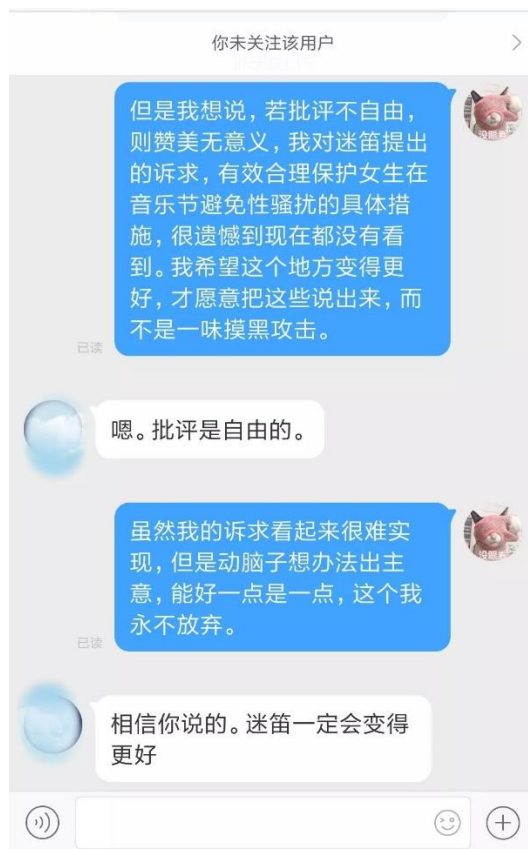 你未关注该用户
但是我想说，若批评不自由，
则赞美无意义，我对迷笛提出
的诉求，有效合理保护女生在
音乐节避免性骚扰的具体措
施，很遗憾到现在都没有看
到。我希望这个地方变得更
好，才愿意把这些说出来，而
不是一味摸黑攻击。
已读
没眼看
嗯。批评是自由的。
虽然我的诉求看起来很难实
现，但是动脑子想办法出主
意，能好一点是一点，这个我
永不放弃。
已读
没眼看
相信你说的。迷笛一定会变得
更好